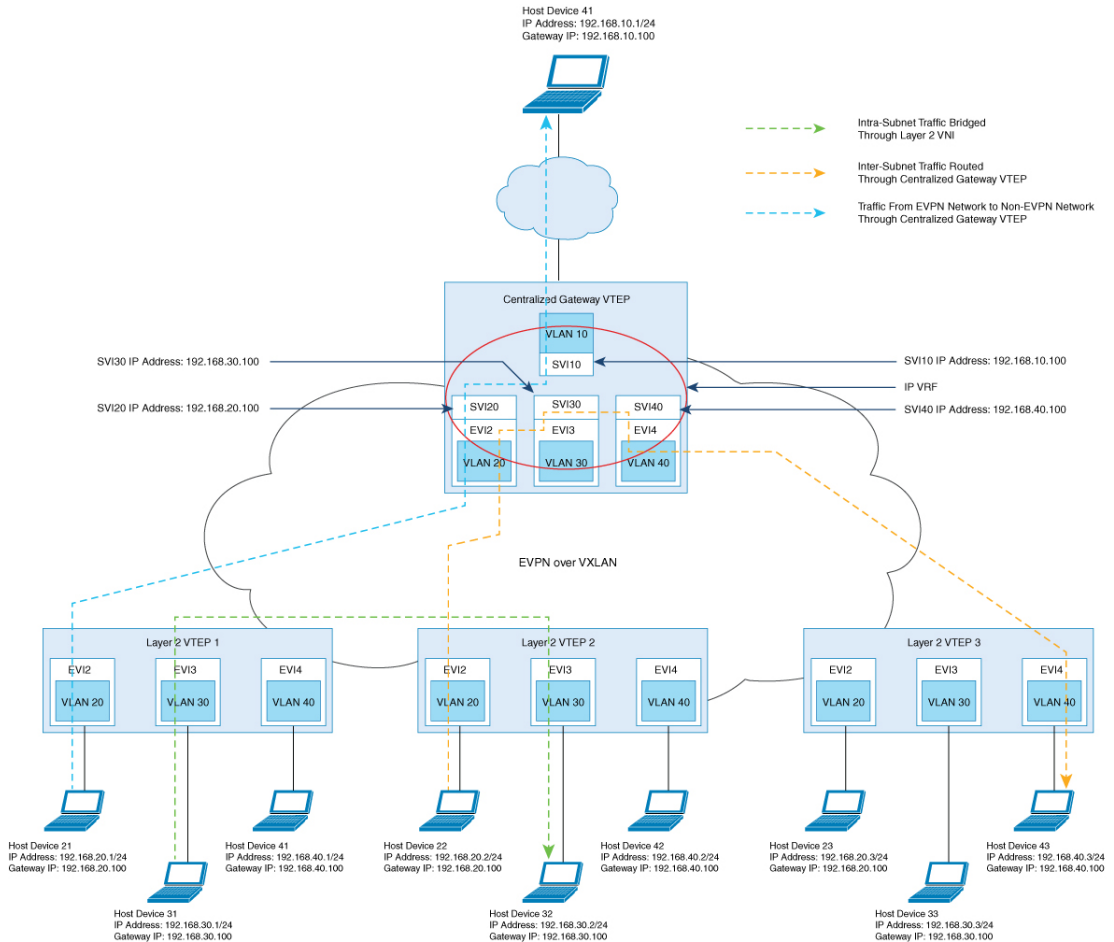 Host Device 41
IP Address: 192.168.10.1/24
Gateway IP: 192.168.10.100
Intra-Subnet Traffic Bridged
Through Layer 2 VNI
Inter-Subnet Traffic Routed
Through Centralized Gateway VTEP
Traffic From EVPN Network to Non-EVPN Network
Through Centralized Gateway VTEP
Centralized Gateway VTEP
VLAN 10
SVI10
SVI30 IP Address: 192.168.30.100
SVI10 IP Address: 192.168.10.100
IP VRF
SVI20 IP Address: 192.168.20.100
SVI40 IP Address: 192.168.40.100
SVI20
EVI2
VLAN 20
SVI30
EVI3
VLAN 30
SVI40
EVI4
VLAN 40
EVPN over VXLAN
Layer 2 VTEP 1
EVI2
VLAN 20
EVI3
VLAN 30
EVI4
VLAN 40
Layer 2 VTEP 2
EVI2
VLAN 20
EVI3
VLAN 30
EVI4
VLAN 40
Layer 2 VTEP 3
EVI2
VLAN 20
EVI3
VLAN 30
EVI4
VLAN 40
Host Device 21
IP Address: 192.168.20.1/24
Gateway IP: 192.168.20.100
Host Device 41
IP Address: 192.168.40.1/24
Gateway IP: 192.168.40.100
Host Device 22
IP Address: 192.168.20.2/24
Gateway IP: 192.168.20.100
Host Device 42
IP Address: 192.168.40.2/24
Gateway IP: 192.168.40.100
Host Device 23
IP Address: 192.168.20.3/24
Gateway IP: 192.168.20.100
Host Device 43
IP Address: 192.168.40.3/24
Gateway IP: 192.168.40.100
Host Device 31
IP Address: 192.168.30.1/24
Gateway IP: 192.168.30.100
Host Device 32
IP Address: 192.168.30.2/24
Gateway IP: 192.168.30.100
Host Device 33
IP Address: 192.168.30.3/24
Gateway IP: 192.168.30.100